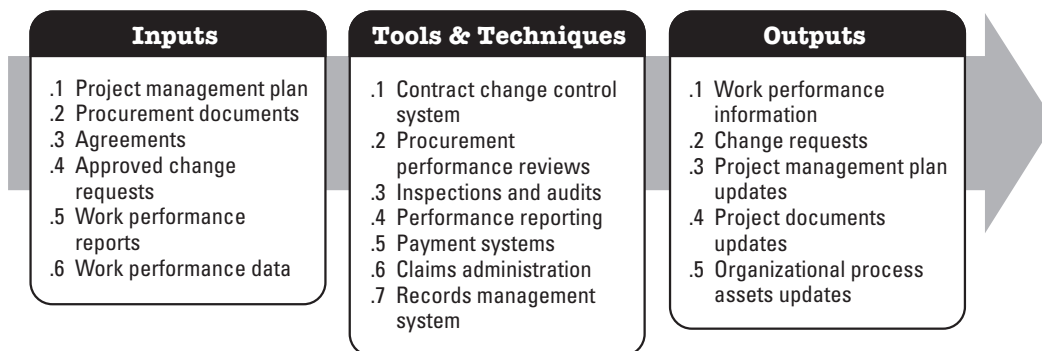 Inputs
.1 Project management plan
.2 Procurement documents
.3 Agreements
.4 Approved change
requests
.5 Work performance
reports
.6 Work performance data
Tools & Techniques
.1 Contract change control
system
.2 Procurement
performance reviews
.3 Inspections and audits
.4 Performance reporting
.5 Payment systems
.6 Claims administration
.7 Records management
system
Outputs
.1 Work performance
information
.2 Change requests
.3 Project management plan
updates
.4 Project documents
updates
.5 Organizational process
assets updates